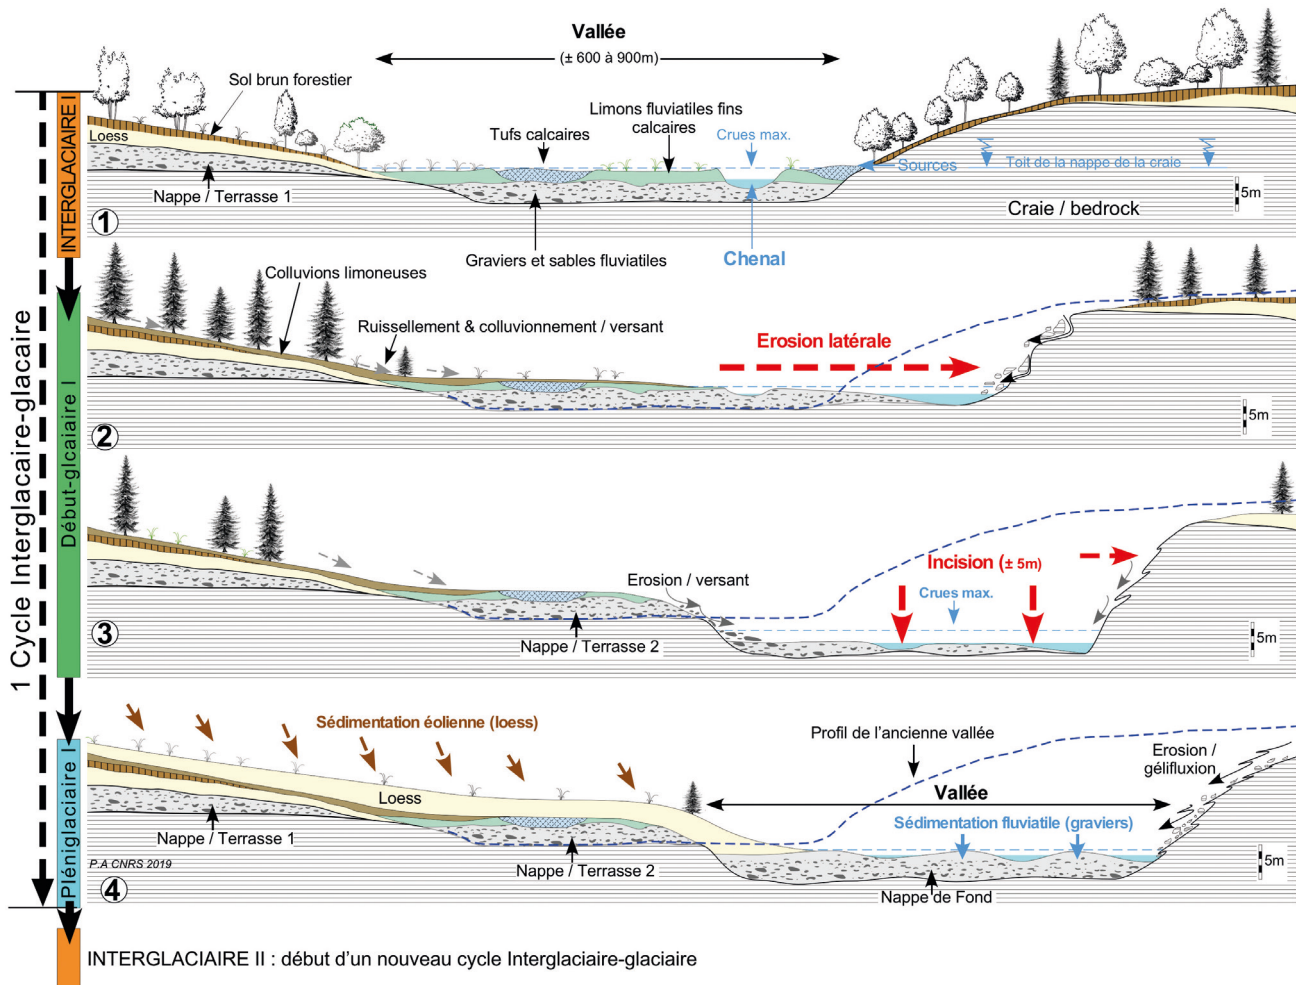 1 Cycle Interglacaire-glacaire
INTERGLACIAIRE I
Vallée
(± 600 à 900m)
Sol brun forestier
Loess
Tufs calcaires
Limons fluviatiles fins
calcaires
Crues max.
Sources
Toit de la nappe de la craie
Nappe / Terrasse 1
5m
Craie / bedrock
Graviers et sables fluviatiles
Chenal
1
Début-glcaiaire I
Colluvions limoneuses
Ruissellement & colluvionnement / versant
Erosion latérale
5m
2
Erosion / versant
Incision (± 5m)
Crues max.
Nappe / Terrasse 2
5m
3
Pléniglaciaire I
Sédimentation éolienne (loess)
Profil de l'ancienne vallée
Erosion /
gélifluxion
Loess
Vallée
Nappe / Terrasse 1
Sédimentation fluviatile (graviers)
P.A CNRS 2019
Nappe / Terrasse 2
5m
Nappe de Fond
4
INTERGLACIAIRE II : début d'un nouveau cycle Interglaciaire-glaciaire